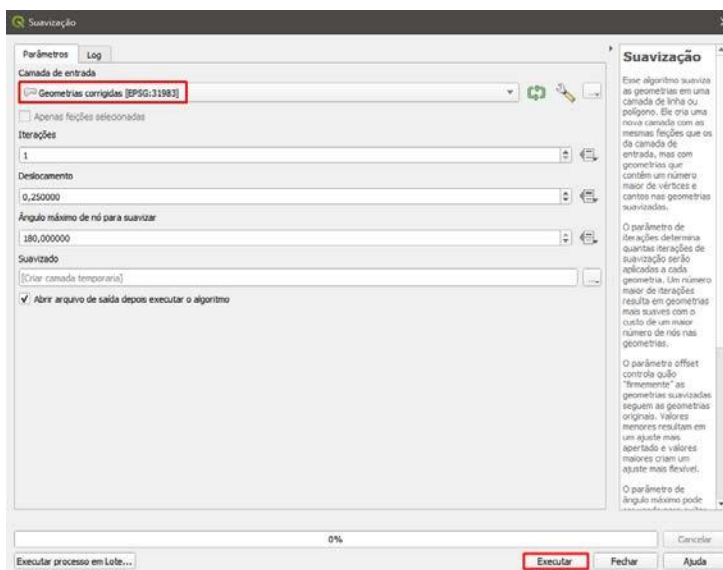 Suavização
Parâmetros
Log
Camada de entrada
Geometrias corrigidas [EPSG:31983]
Apenas feições selecionadas
Iterações
1
Deslocamento
0,250000
Ângulo máximo de nó para suavizar
180,000000
Suavizado
[Criar camada temporaria]
Abrir arquivo de saída depois executar o algoritmo
Suavização
Esse algoritmo suaviza
as geometrias em uma
camada de linha ou
polígono. Ele cria uma
nova camada com as
mesmas feições que os
da camada de
entrada, mas com
geometrias que
contêm um número
maior de vértices e
cantos nas geometrias
suavizadas.
O parâmetro de
iterações determina
quantas iterações de
suavização serão
aplicadas a cada
geometria. Um número
maior de iterações
resulta em geometrias
mais suaves com o
custo de um maior
número de nós nas
geometrias.
O parâmetro offset
controla quão
"firmemente" as
geometrias suavizadas
seguem as geometrias
originais. Valores
menores resultam em
um ajuste mais
apertado e valores
maiores criam um
ajuste mais flexível.
O parâmetro de
ângulo máximo pode
0%
Cancelar
Executar processo em Lote...
Executar
Fechar
Ajuda